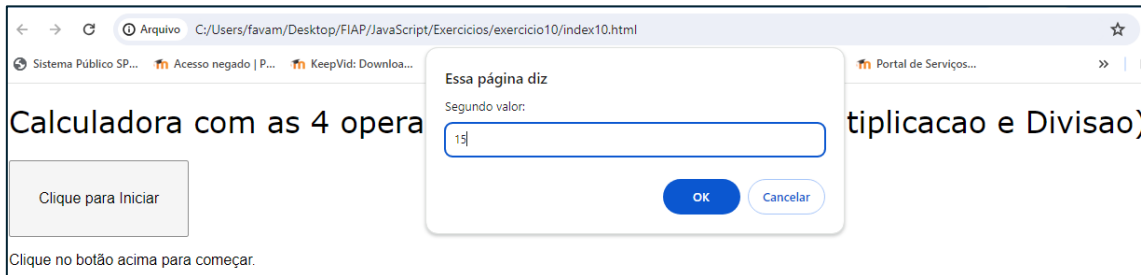 Arquivo C:/Users/favam/Desktop/FIAP/JavaScript/Exercicios/exercicio10/index10.html
Sistema Público SP... Acesso negado | P... KeepVid: Downloa... Portal de Serviços... »
Essa página diz
Segundo valor:
15
OK Cancelar
Calculadora com as 4 opera tiplicacao e Divisao)
Clique para Iniciar
Clique no botão acima para começar.